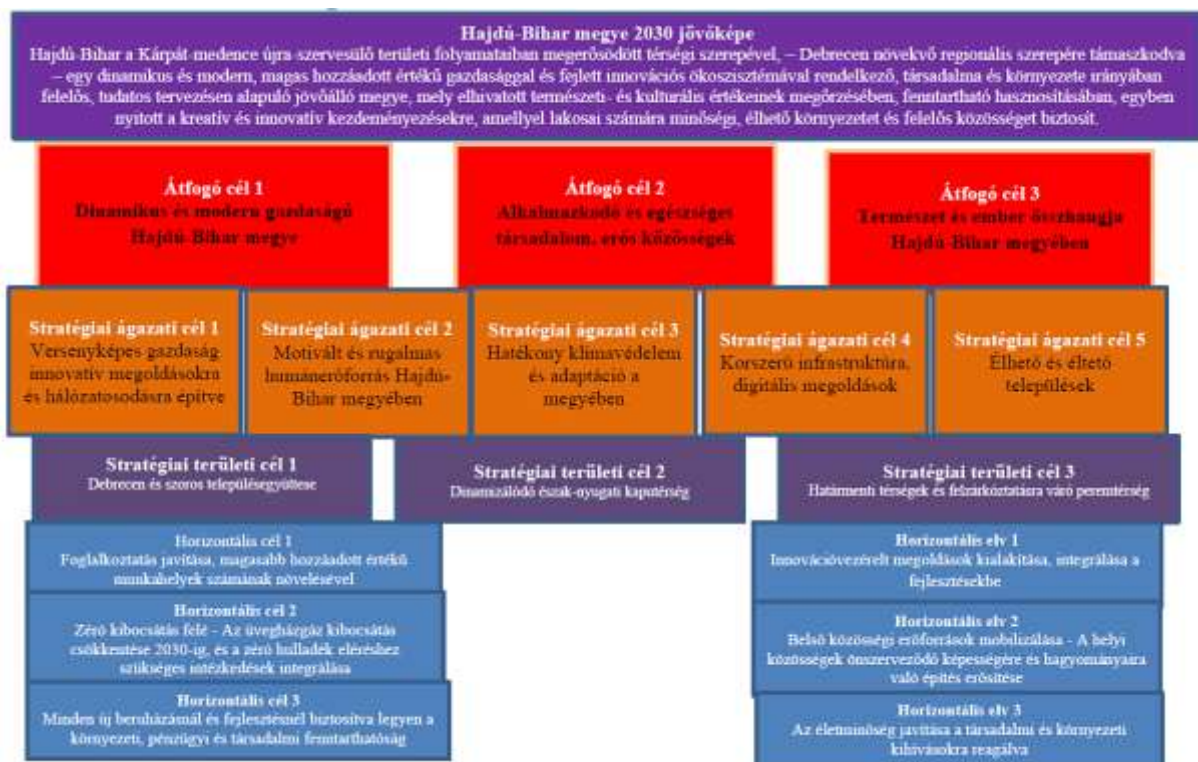 Hajdú-Bihar megye 2030 jövőképe
Hajdú-Bihar a Kárpát-medence újra-szervesülő területi folyamataiban megerősödött térségi szerepével, – Debrecen növekvő regionális szerepére támaszkodva
– egy dinamikus és modern, magas hozzáadott értékű gazdasággal és fejlett innovációs ökoszisztémával rendelkező, társadalma és környezete irányában
felelős, tudatos tervezésen alapuló jövőálló megye, mely elhivatott természeti- és kulturális értékeinek megőrzésében, fenntartható hasznosításában, egyben
nyitott a kreatív és innovatív kezdeményezésekre, amellyel lakosai számára minőségi, élhető környezetet és felelős közösséget biztosít.
Átfogó cél 1
Dinamikus és modern gazdaságú
Hajdú-Bihar megye
Átfogó cél 2
Alkalmazkodó és egészséget
társadalom, erős közösségek
Átfogó cél 3
Természet és ember összhangja
Hajdú-Bihar megyében
Stratégiai ágazati cél 1
Versenyképes gazdaság
innovatív megoldásokra
és hálózatosodásra építve
Stratégiai ágazati cél 2
Motivált és rugalmas
humánerőforrás Hajdú-
Bihar megyében
Stratégiai ágazati cél 3
Hatékony klímavédelem
és adaptáció a
megyében
Stratégiai ágazati cél 4
Korszerű infrastruktúra,
digitális megoldások
Stratégiai ágazati cél 5
Élhető és éltető
települések
Stratégiai területi cél 1
Debrecen és szoros településegyüttese
Stratégiai területi cél 2
Dinamizálódó észak-nyugati kaputérség
Stratégiai területi cél 3
Határmenti térségek és felzárkóztatásra váró peremtérség
Horizontális cél 1
Foglalkoztatás javítása, magasabb hozzáadott értékű
munkahelyek számának növelésével
Horizontális cél 2
Zéró kibocsátás felé - Az üvegházgáz kibocsátás
csökkentése 2030-ig, és a zéró hulladék eléréshez
szükséges intézkedések integrálása
Horizontális cél 3
Minden új beruházásnál és fejlesztésnél biztosítva legyen a
környezeti, pénzügyi és társadalmi fenntarthatóság
Horizontális elv 1
Innovációvezérelt megoldások kialakítása, integrálása a
fejlesztésekbe
Horizontális elv 2
Belső közösségi erőforrások mobilizálása - A helyi
közösségek önszerveződő képességére és hagyományaira
való építés erősítése
Horizontális elv 3
Az életminőség javítása a társadalmi és környezeti
kihívásokra reagálva